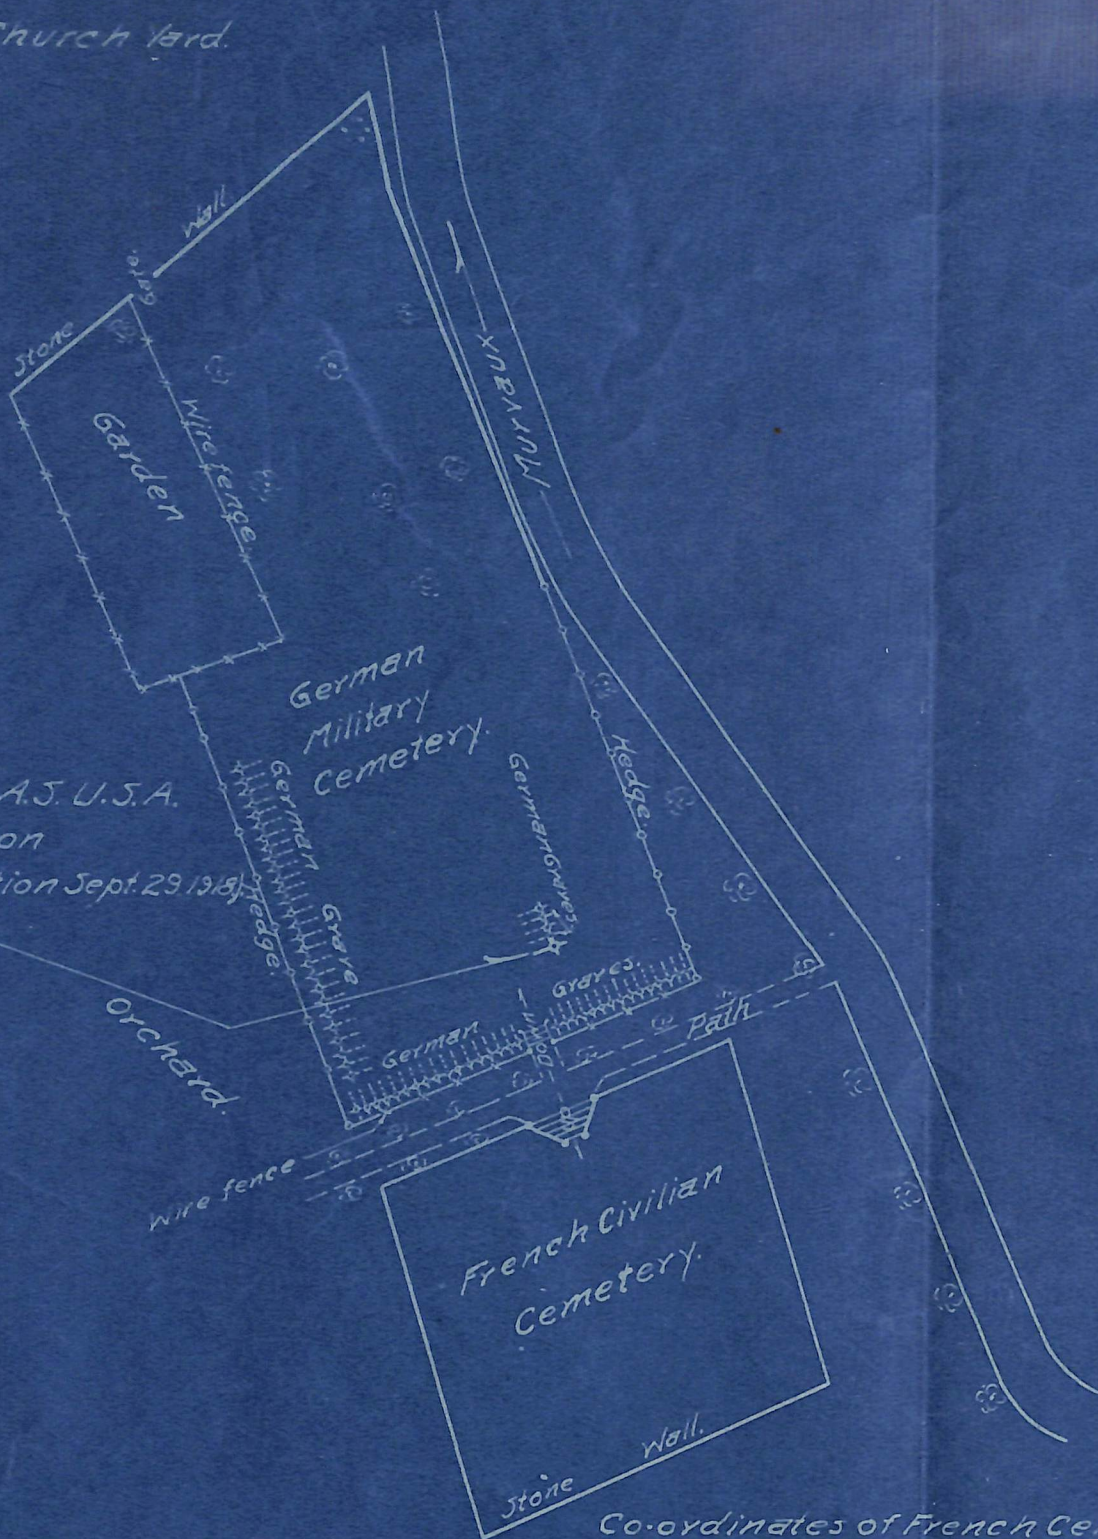 Church Yard.
Wall
Gate.
Stone
Garden
Wire fence
Murvaux
German
Military
Cemetery.
Hedge.
German Grave
German Graves.
A.S. U.S.A.
on
tion Sept. 29. 1918)
Hedge.
Orchard.
German Graves.
Door
Path
Wire fence
French Civilian
Cemetery.
Stone Wall.
Co-ordinates of French Ce